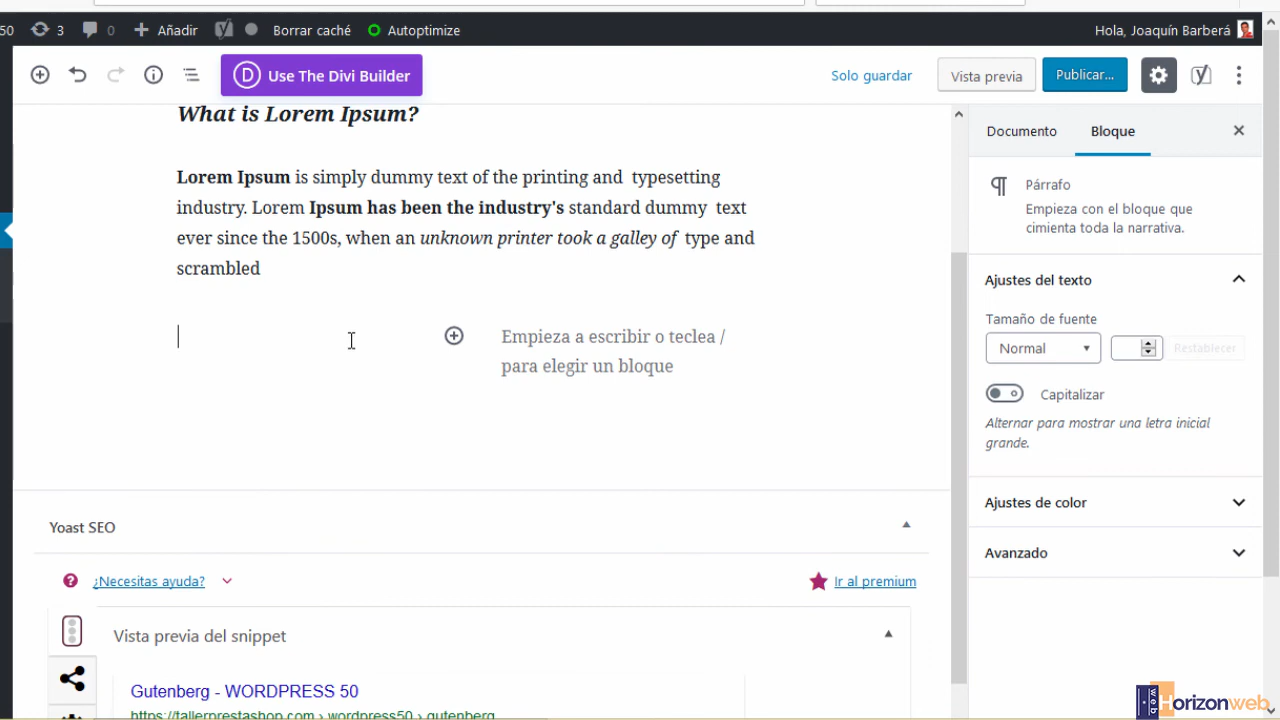 50 3 0 Añadir Borrar caché Autoptimize Hola, Joaquín Barberá
D Use The Divi Builder Solo guardar Vista previa Publicar...
What is Lorem Ipsum?
Lorem Ipsum is simply dummy text of the printing and typesetting
industry. Lorem Ipsum has been the industry's standard dummy text
ever since the 1500s, when an unknown printer took a galley of type and
scrambled
Empieza a escribir o teclea /
para elegir un bloque
Documento Bloque
Párrafo
Empieza con el bloque que
cimienta toda la narrativa.
Ajustes del texto
Tamaño de fuente
Normal Restablecer
Capitalizar
Alternar para mostrar una letra inicial
grande.
Ajustes de color
Avanzado
Yoast SEO
¿Necesitas ayuda? Ir al premium
Vista previa del snippet
Gutenberg - WORDPRESS 50
https://tallerprestashop.com › wordpress50 › gutenberg
web Horizonweb